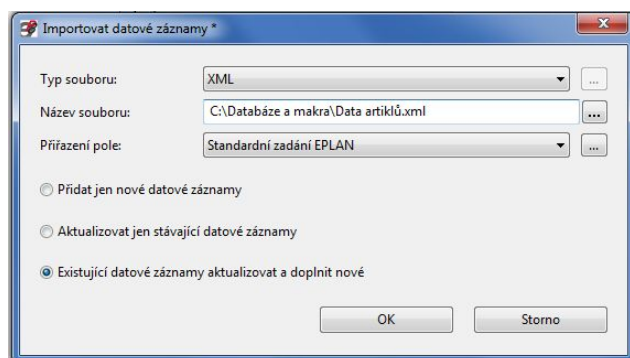 Importovat datové záznamy *
Typ souboru: XML ...
Název souboru: C:\Databáze a makra\Data artiklů.xml ...
Přiřazení pole: Standardní zadání EPLAN ...
Přidat jen nové datové záznamy
Aktualizovat jen stávající datové záznamy
Existující datové záznamy aktualizovat a doplnit nové
OK Storno